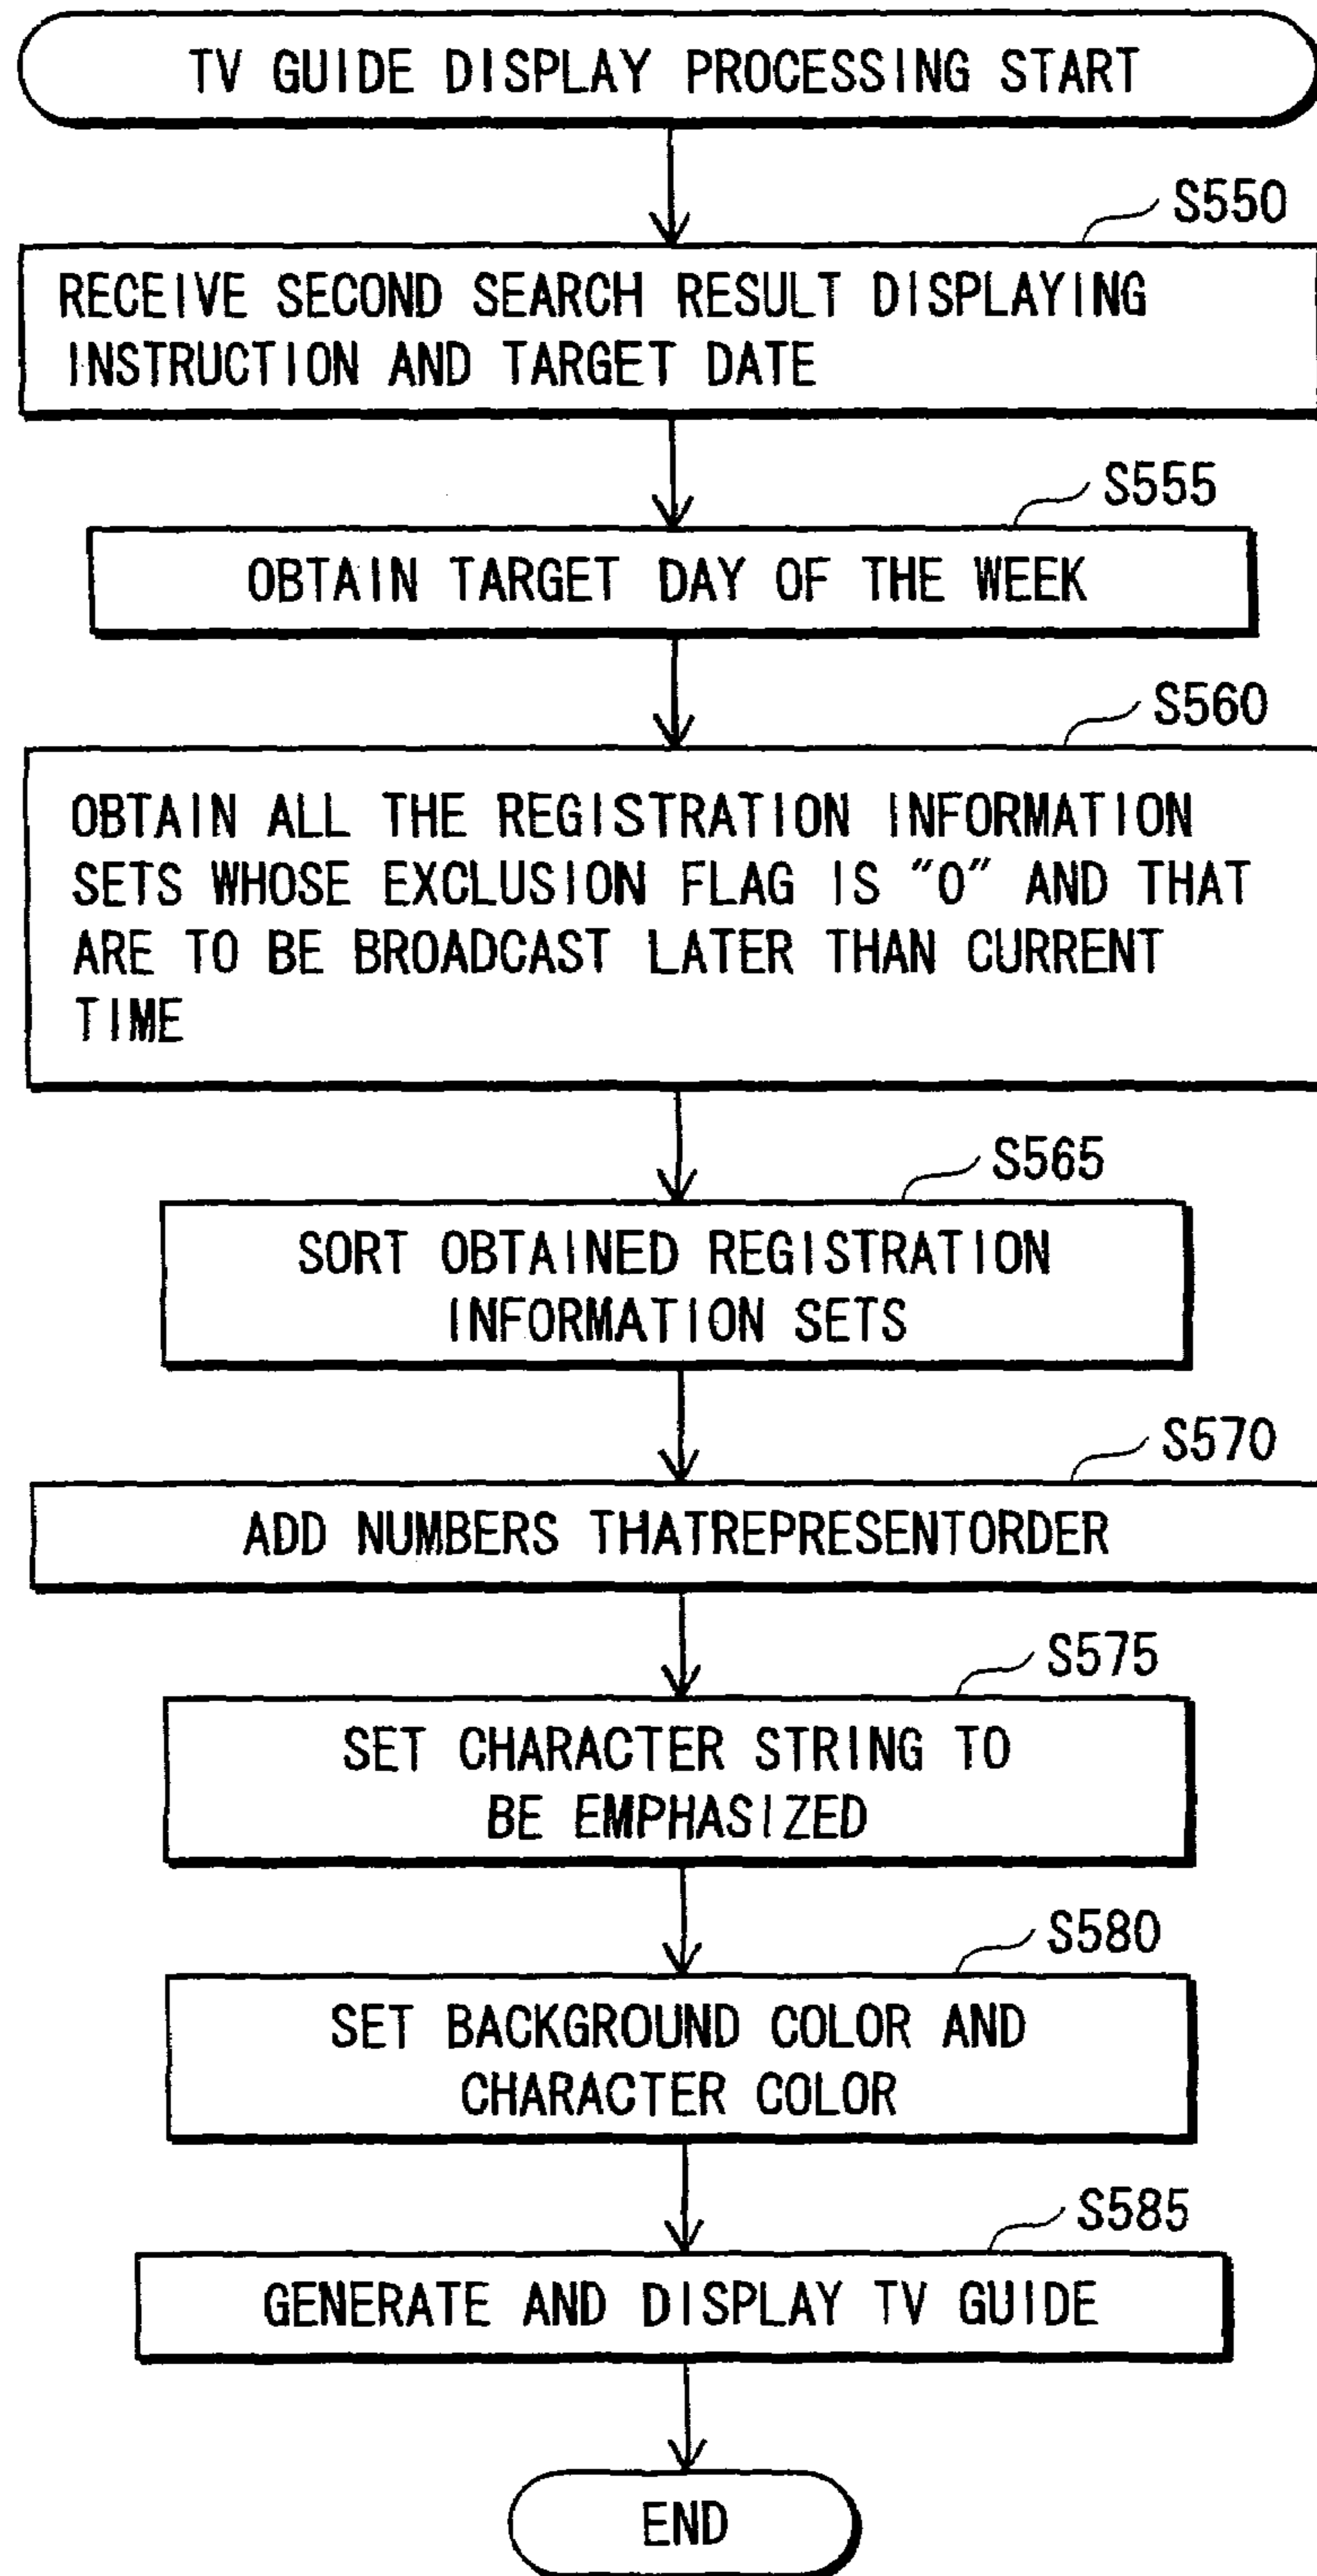 TV GUIDE DISPLAY PROCESSING START
S550
RECEIVE SECOND SEARCH RESULT DISPLAYING
INSTRUCTION AND TARGET DATE
S555
OBTAIN TARGET DAY OF THE WEEK
S560
OBTAIN ALL THE REGISTRATION INFORMATION
SETS WHOSE EXCLUSION FLAG IS "0" AND THAT
ARE TO BE BROADCAST LATER THAN CURRENT
TIME
S565
SORT OBTAINED REGISTRATION
INFORMATION SETS
S570
ADD NUMBERS THATREPRESENTORDER
S575
SET CHARACTER STRING TO
BE EMPHASIZED
S580
SET BACKGROUND COLOR AND
CHARACTER COLOR
S585
GENERATE AND DISPLAY TV GUIDE
END